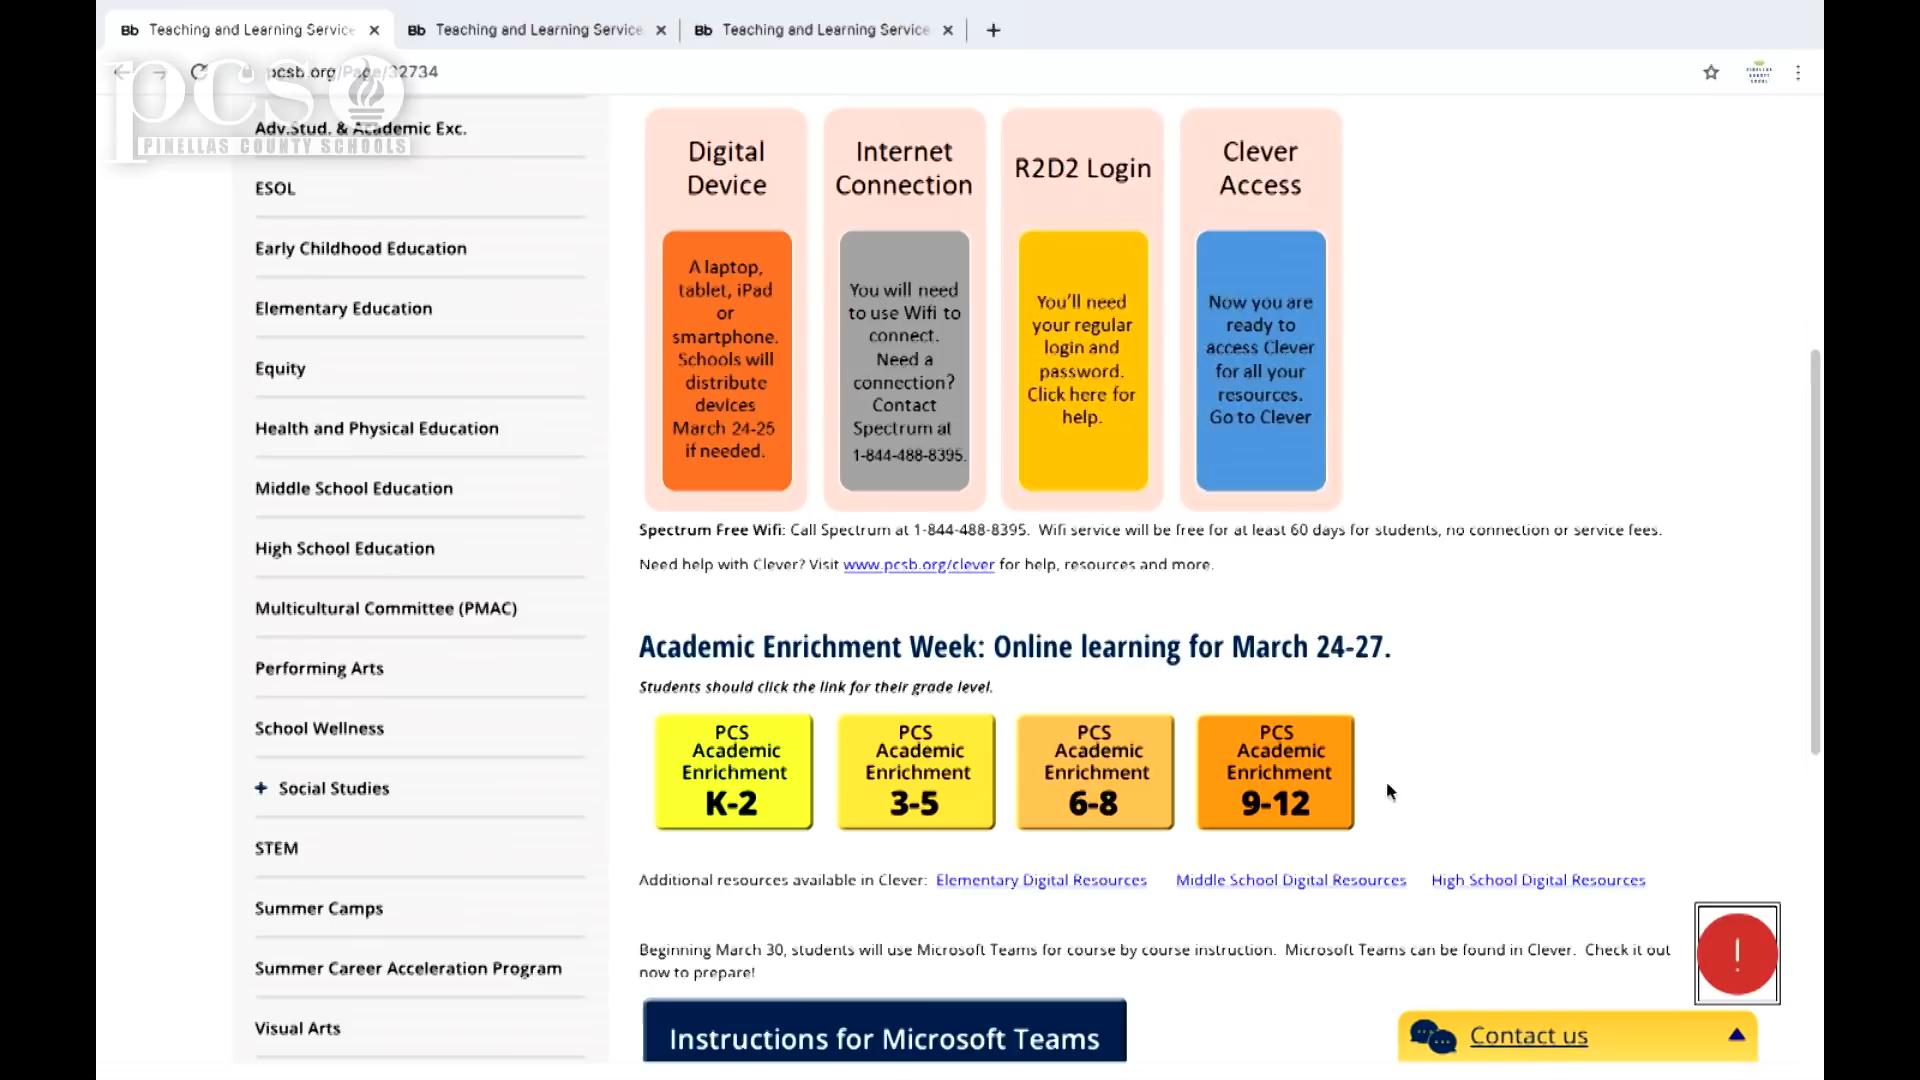 Bb Teaching and Learning Service
Bb Teaching and Learning Service
Bb Teaching and Learning Service
pcsb.org/Page/32734
pcs
PINELLAS COUNTY SCHOOLS
Adv.Stud. & Academic Exc.
ESOL
Early Childhood Education
Elementary Education
Equity
Health and Physical Education
Middle School Education
High School Education
Multicultural Committee (PMAC)
Performing Arts
School Wellness
+ Social Studies
STEM
Summer Camps
Summer Career Acceleration Program
Visual Arts
Digital
Device
A laptop,
tablet, iPad
or
smartphone.
Schools will
distribute
devices
March 24-25
if needed.
Internet
Connection
You will need
to use Wifi to
connect.
Need a
connection?
Contact
Spectrum at
1-844-488-8395.
R2D2 Login
You'll need
your regular
login and
password.
Click here for
help.
Clever
Access
Now you are
ready to
access Clever
for all your
resources.
Go to Clever
Spectrum Free Wifi: Call Spectrum at 1-844-488-8395. Wifi service will be free for at least 60 days for students, no connection or service fees.
Need help with Clever? Visit www.pcsb.org/clever for help, resources and more.
Academic Enrichment Week: Online learning for March 24-27.
Students should click the link for their grade level.
PCS
Academic
Enrichment
K-2
PCS
Academic
Enrichment
3-5
PCS
Academic
Enrichment
6-8
PCS
Academic
Enrichment
9-12
Additional resources available in Clever: Elementary Digital Resources Middle School Digital Resources High School Digital Resources
Beginning March 30, students will use Microsoft Teams for course by course instruction. Microsoft Teams can be found in Clever. Check it out
now to prepare!
Instructions for Microsoft Teams
!
Contact us